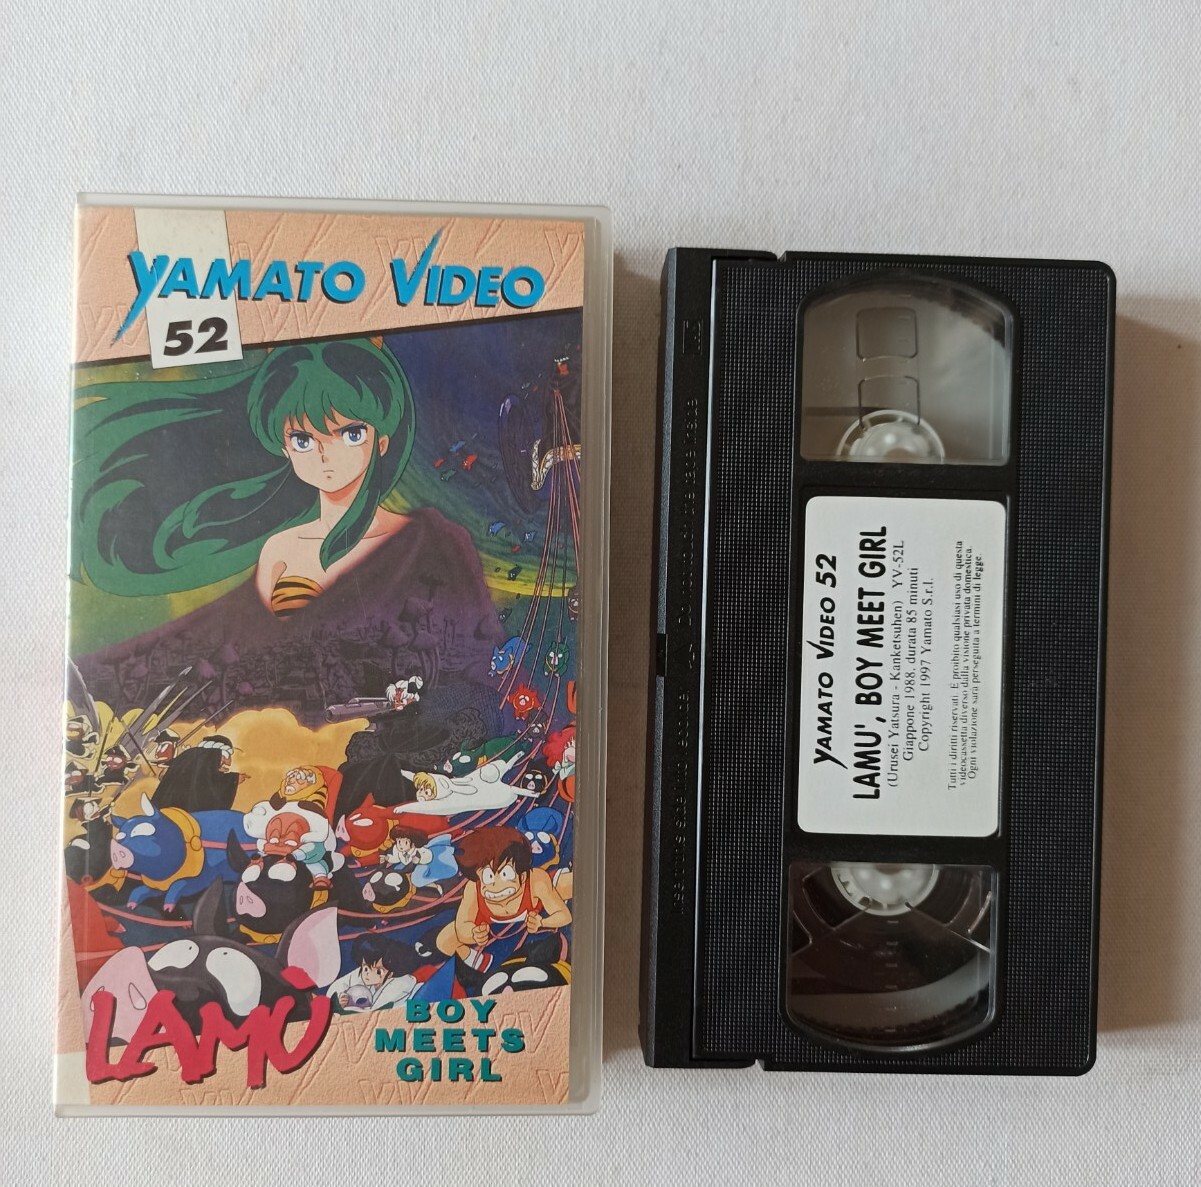 YAMATO VIDEO
52
LAMÙ
BOY
MEETS
GIRL
YAMATO VIDEO 52
LAMU', BOY MEET GIRL
(Urusei Yatsura - Kanketsuhen) YV-52L
Giappone 1988. durata 85 minuti
Copyright 1997 Yamato S.r.l.
Tutti i diritti riservati. È proibito qualsiasi uso di questa
videocassetta diverso dalla visione privata domestica.
Ogni violazione sarà perseguita a termini di legge.